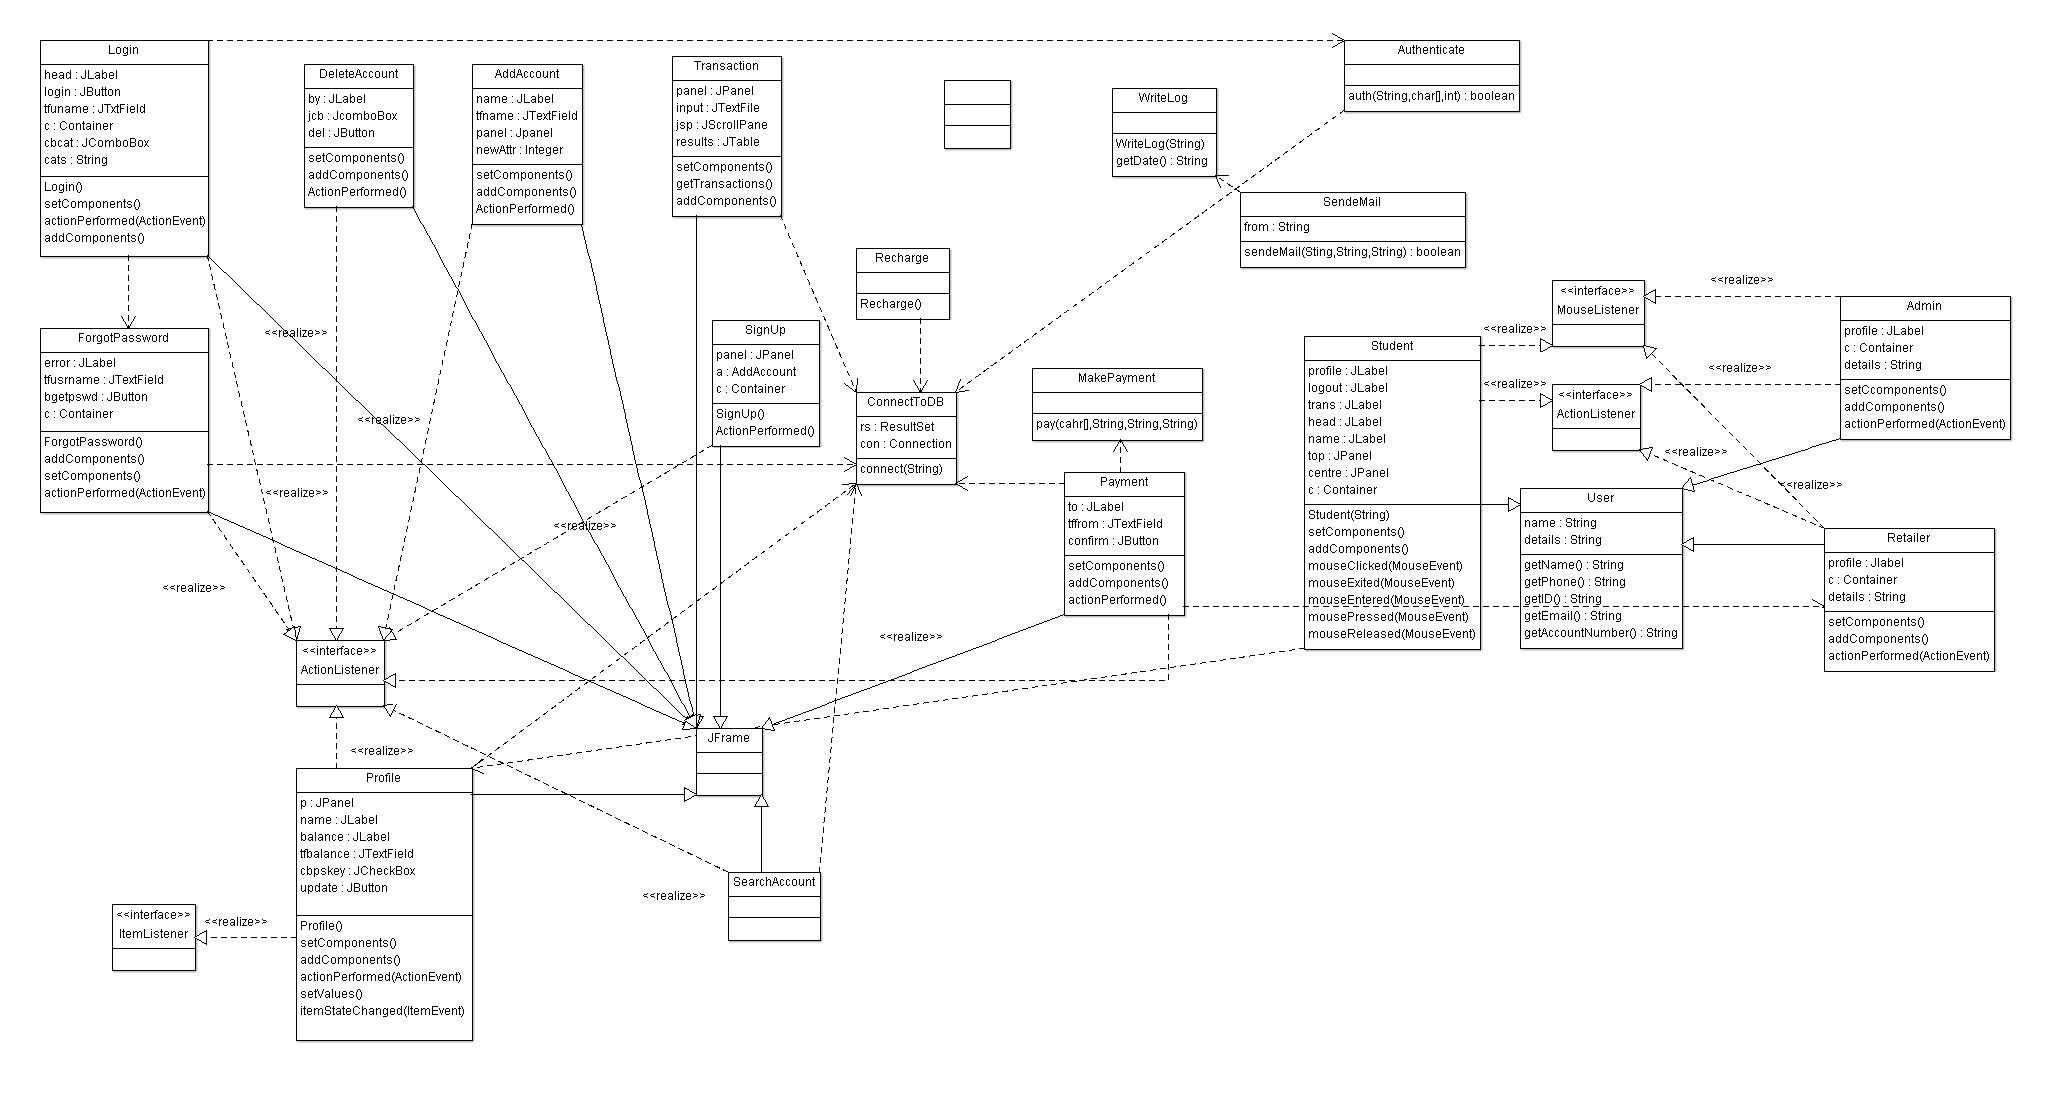 Login
head : JLabel
login : JButton
tfuname : JTxtField
c : Container
cbcat : JComboBox
cats : String
Login()
setComponents()
actionPerformed(ActionEvent)
addComponents()
DeleteAccount
by : JLabel
jcb : JcomboBox
del : JButton
setComponents()
addComponents()
ActionPerformed()
AddAccount
name : JLabel
tfname : JTextField
panel : Jpanel
newAttr : Integer
setComponents()
addComponents()
ActionPerformed()
Transaction
panel : JPanel
input : JTextFile
jsp : JScrollPane
results : JTable
setComponents()
getTransactions()
addComponents()
WriteLog
WriteLog(String)
getDate() : String
Authenticate
auth(String,char[],int) : boolean
SendeMail
from : String
sendeMail(Sting,String,String) : boolean
Recharge
Recharge()
<<interface>>
MouseListener
<<realize>>
<<realize>>
Admin
profile : JLabel
c : Container
details : String
setCcomponents()
addComponents()
actionPerformed(ActionEvent)
ForgotPassword
error : JLabel
tfusrname : JTextField
bgetpswd : JButton
c : Container
ForgotPassword()
addComponents()
setComponents()
actionPerformed(ActionEvent)
<<realize>>
<<realize>>
<<realize>>
<<realize>>
<<realize>>
SignUp
panel : JPanel
a : AddAccount
c : Container
SignUp()
ActionPerformed()
ConnectToDB
rs : ResultSet
con : Connection
connect(String)
MakePayment
pay(cahr[],String,String,String)
Payment
to : JLabel
tffrom : JTextField
confirm : JButton
setComponents()
addComponents()
actionPerformed()
<<realize>>
Student
profile : JLabel
logout : JLabel
trans : JLabel
head : JLabel
name : JLabel
top : JPanel
centre : JPanel
c : Container
Student(String)
setComponents()
addComponents()
mouseClicked(MouseEvent)
mouseExited(MouseEvent)
mouseEntered(MouseEvent)
mousePressed(MouseEvent)
mouseReleased(MouseEvent)
<<realize>>
<<interface>>
ActionListener
<<realize>>
<<realize>>
<<realize>>
User
name : String
details : String
getName() : String
getPhone() : String
getID() : String
getEmail() : String
getAccountNumber() : String
Retailer
profile : Jlabel
c : Container
details : String
setComponents()
addComponents()
actionPerformed(ActionEvent)
<<interface>>
ActionListener
<<realize>>
JFrame
Profile
p : JPanel
name : JLabel
balance : JLabel
tfbalance : JTextField
cbpskey : JCheckBox
update : JButton
Profile()
setComponents()
addComponents()
actionPerformed(ActionEvent)
setValues()
itemStateChanged(ItemEvent)
<<interface>>
ItemListener
<<realize>>
<<realize>>
SearchAccount